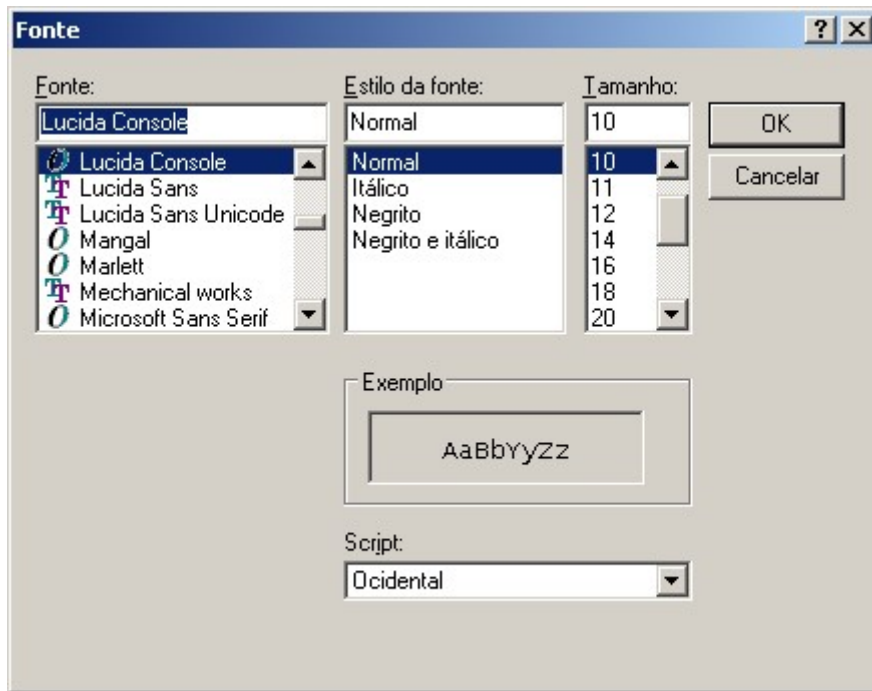 Fonte
Fonte:
Lucida Console
Lucida Console
Lucida Sans
Lucida Sans Unicode
Mangal
Marlett
Mechanical works
Microsoft Sans Serif
Estilo da fonte:
Normal
Normal
Itálico
Negrito
Negrito e itálico
Tamanho:
10
10
11
12
14
16
18
20
OK
Cancelar
Exemplo
AaBbYyZz
Script:
Ocidental